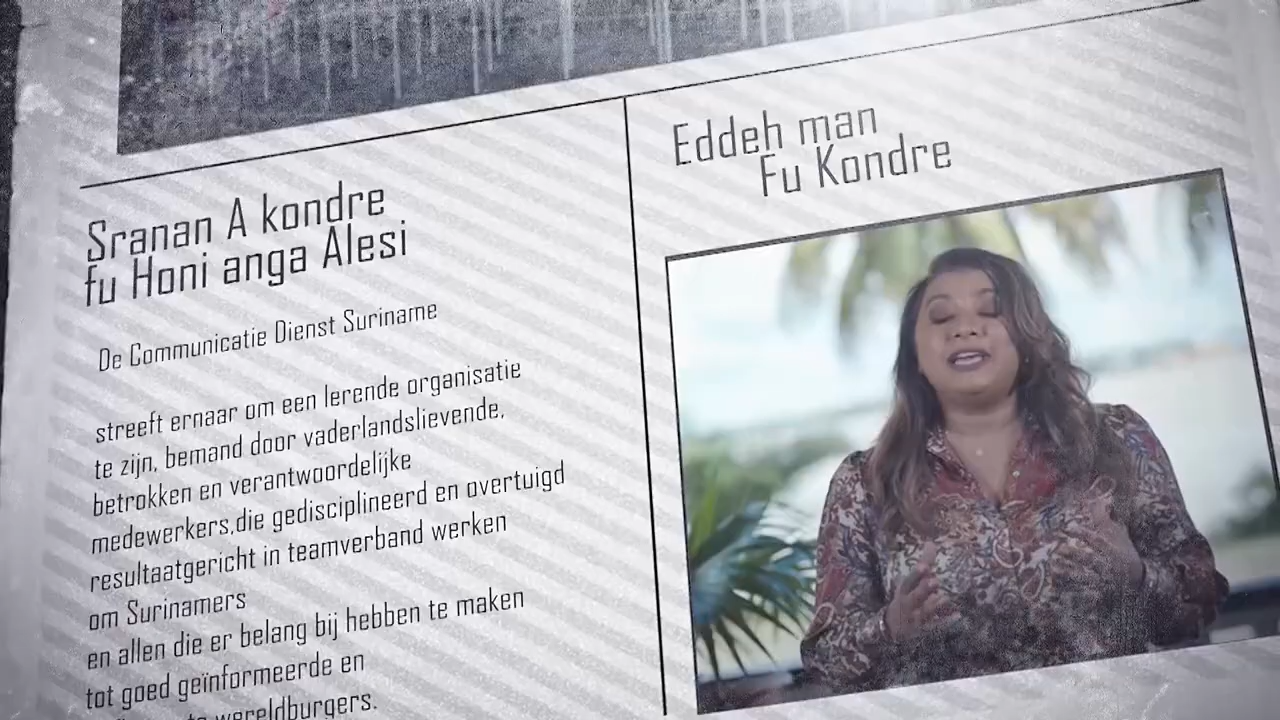 Sranan A kondre
fu Honi anga Alesi
De Communicatie Dienst Suriname
streeft ernaar om een lerende organisatie
te zijn, bemand door vaderlandslievende,
betrokken en verantwoordelijke
medewerkers,die gedisciplineerd en overtuigd
resultaatgericht in teamverband werken
om Surinamers
en allen die er belang bij hebben te maken
tot goed geïnformeerde en
wereldburgers.
Eddeh man
Fu Kondre